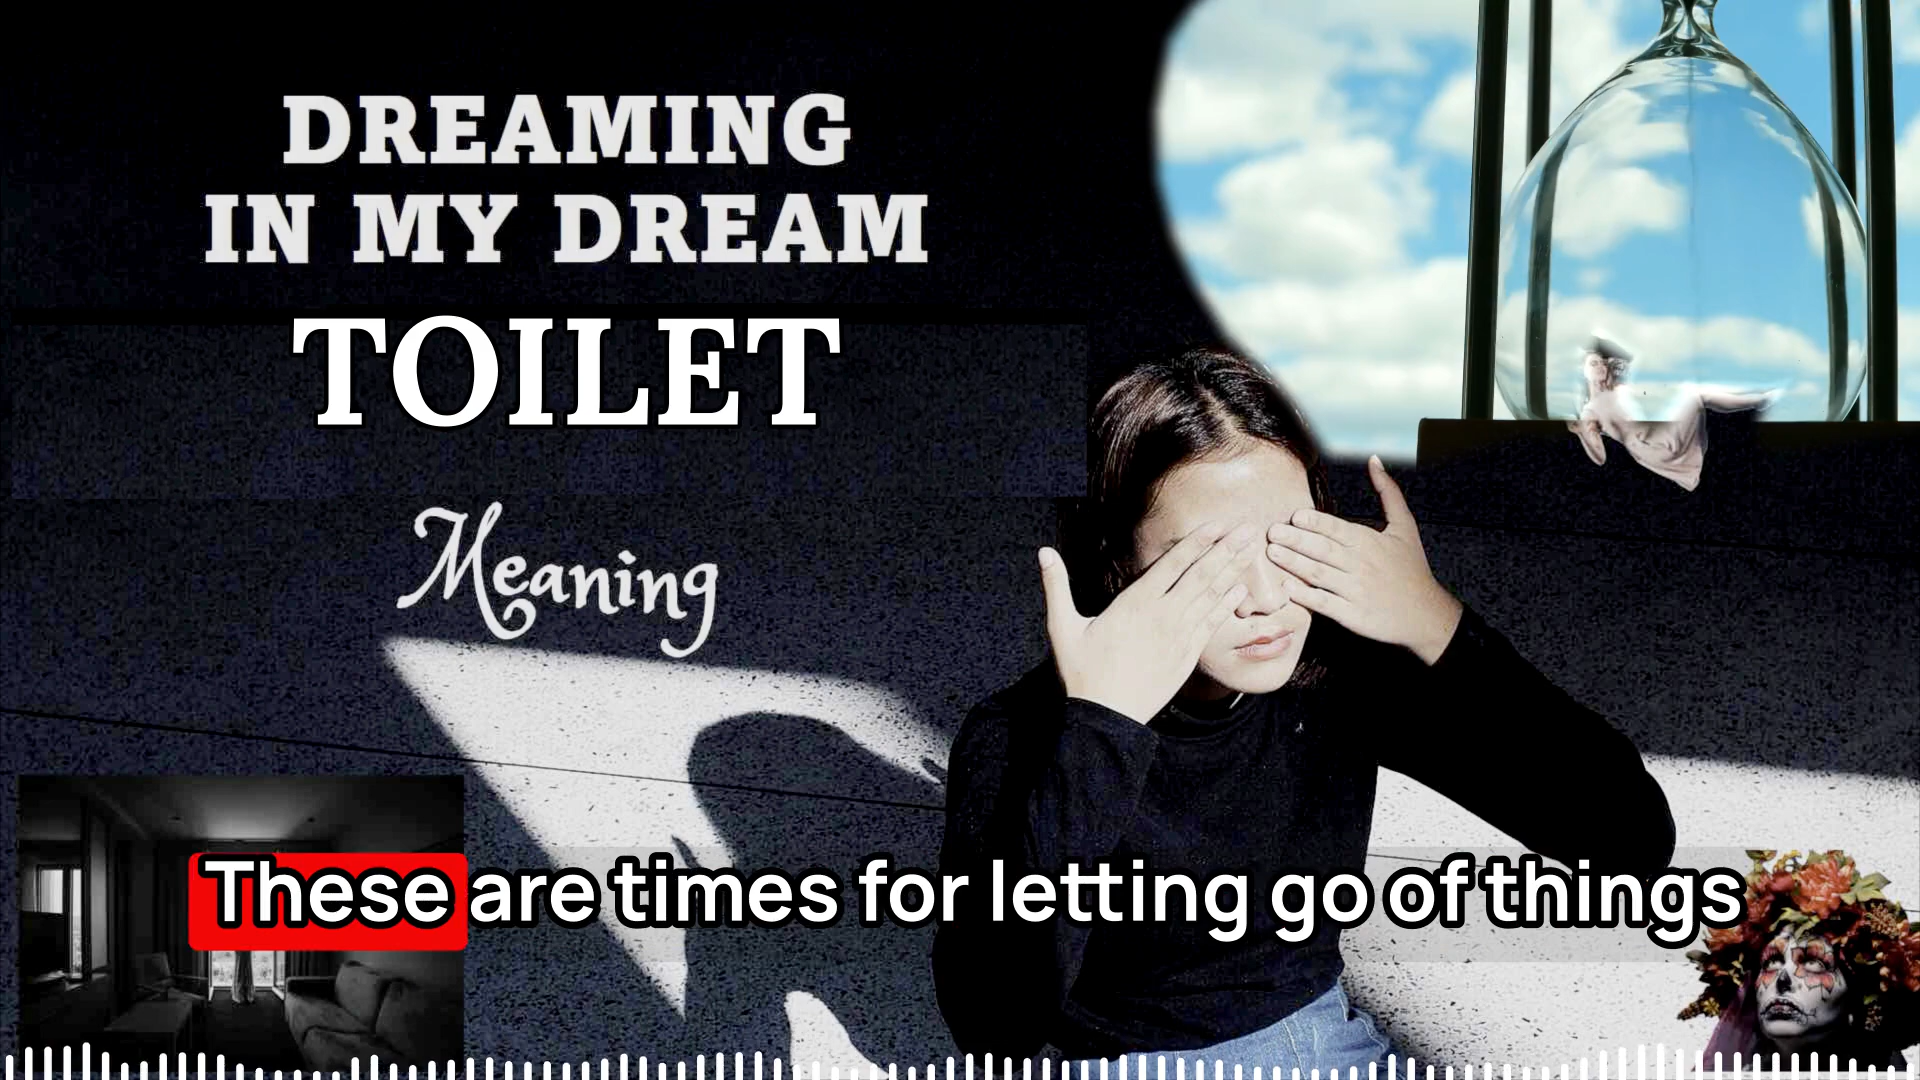 DREAMING
IN MY DREAM
TOILET
Meaning
These are times for letting go of things